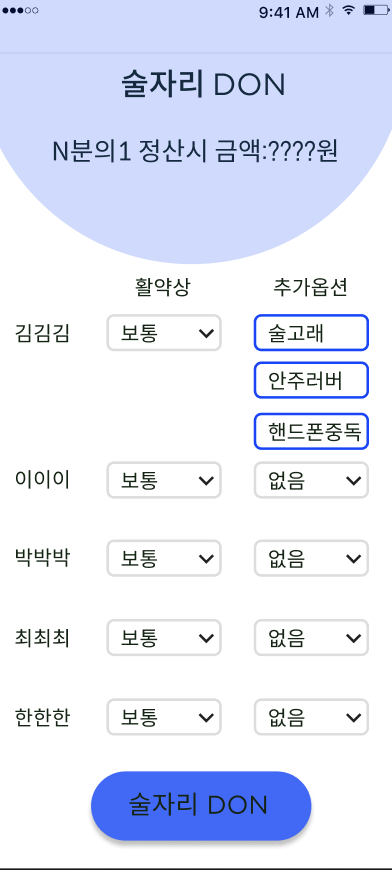 9:41 AM
술자리 DON
N분의1 정산시 금액:????원
활약상 추가옵션
김김김 보통 술고래
안주러버
핸드폰중독
이이이 보통 없음
박박박 보통 없음
최최최 보통 없음
한한한 보통 없음
술자리 DON